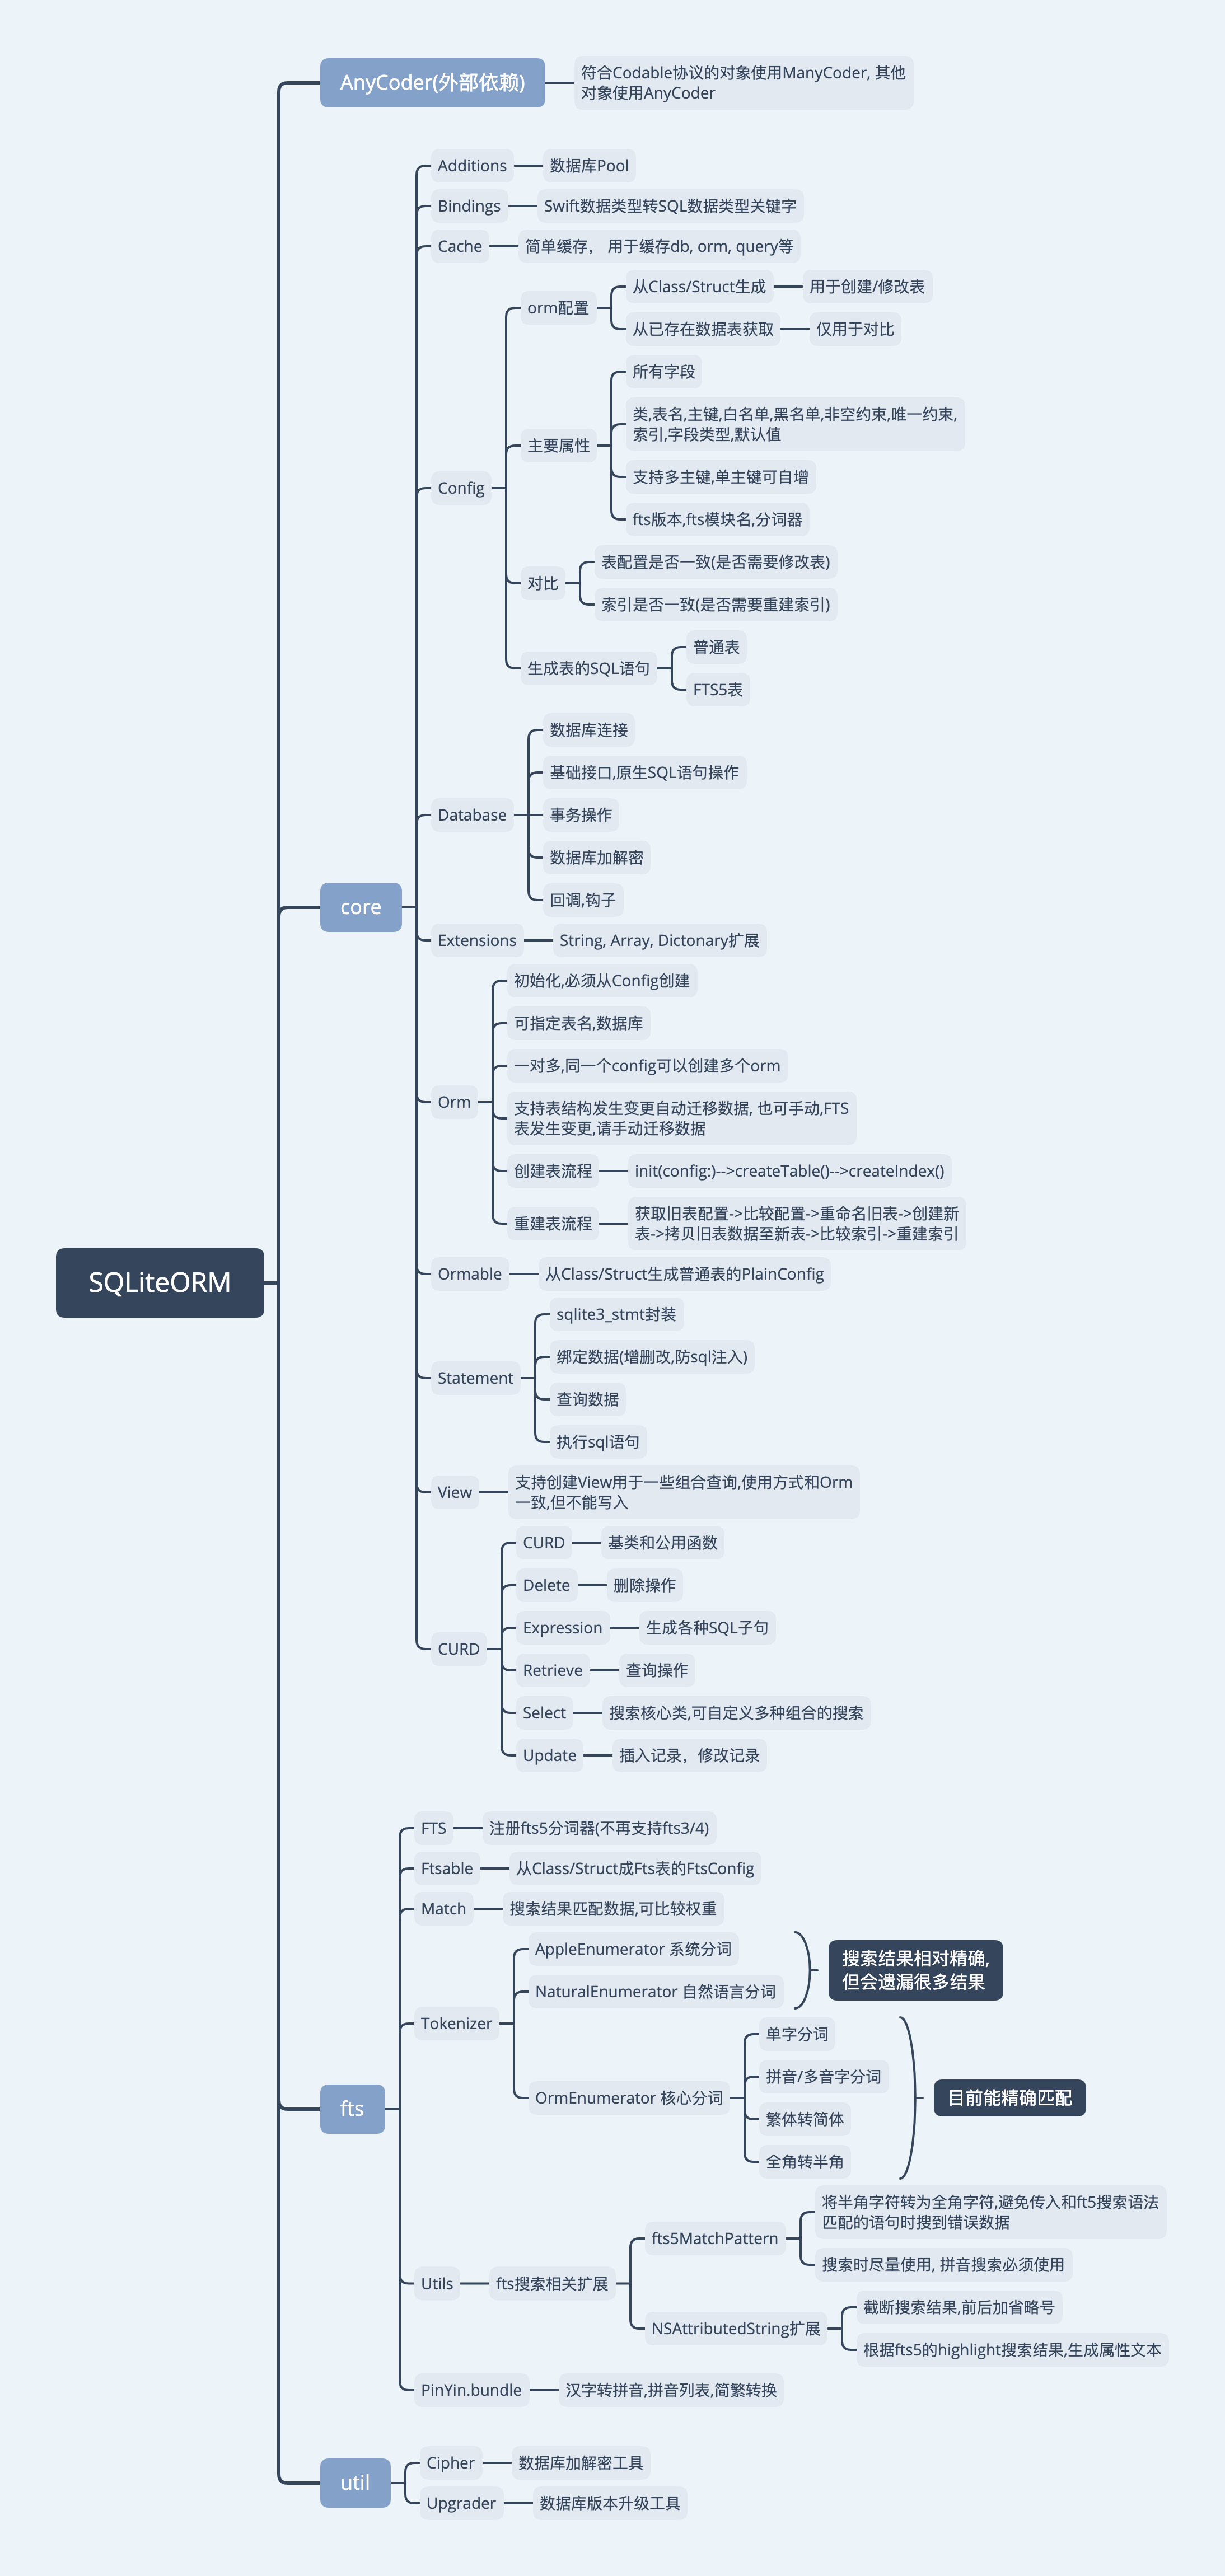 SQLiteORM
AnyCoder(外部依赖)
符合Codable协议的对象使用ManyCoder, 其他
对象使用AnyCoder
core
Additions
数据库Pool
Bindings
Swift数据类型转SQL数据类型关键字
Cache
简单缓存， 用于缓存db, orm, query等
Config
orm配置
从Class/Struct生成
用于创建/修改表
从已存在数据表获取
仅用于对比
主要属性
所有字段
类,表名,主键,白名单,黑名单,非空约束,唯一约束,
索引,字段类型,默认值
支持多主键,单主键可自增
fts版本,fts模块名,分词器
对比
表配置是否一致(是否需要修改表)
索引是否一致(是否需要重建索引)
生成表的SQL语句
普通表
FTS5表
Database
数据库连接
基础接口,原生SQL语句操作
事务操作
数据库加解密
回调,钩子
Extensions
String, Array, Dictonary扩展
Orm
初始化,必须从Config创建
可指定表名,数据库
一对多,同一个config可以创建多个orm
支持表结构发生变更自动迁移数据, 也可手动,FTS
表发生变更,请手动迁移数据
创建表流程
init(config:)-->createTable()-->createIndex()
重建表流程
获取旧表配置->比较配置->重命名旧表->创建新
表->拷贝旧表数据至新表->比较索引->重建索引
Ormable
从Class/Struct生成普通表的PlainConfig
Statement
sqlite3_stmt封装
绑定数据(增删改,防sql注入)
查询数据
执行sql语句
View
支持创建View用于一些组合查询,使用方式和Orm
一致,但不能写入
CURD
CURD
基类和公用函数
Delete
删除操作
Expression
生成各种SQL子句
Retrieve
查询操作
Select
搜索核心类,可自定义多种组合的搜索
Update
插入记录，修改记录
fts
FTS
注册fts5分词器(不再支持fts3/4)
Ftsable
从Class/Struct成Fts表的FtsConfig
Match
搜索结果匹配数据,可比较权重
Tokenizer
AppleEnumerator 系统分词
NaturalEnumerator 自然语言分词
搜索结果相对精确,
但会遗漏很多结果
OrmEnumerator 核心分词
单字分词
拼音/多音字分词
繁体转简体
全角转半角
目前能精确匹配
Utils
fts搜索相关扩展
fts5MatchPattern
将半角字符转为全角字符,避免传入和ft5搜索语法
匹配的语句时搜到错误数据
搜索时尽量使用, 拼音搜索必须使用
NSAttributedString扩展
截断搜索结果,前后加省略号
根据fts5的highlight搜索结果,生成属性文本
PinYin.bundle
汉字转拼音,拼音列表,简繁转换
util
Cipher
数据库加解密工具
Upgrader
数据库版本升级工具